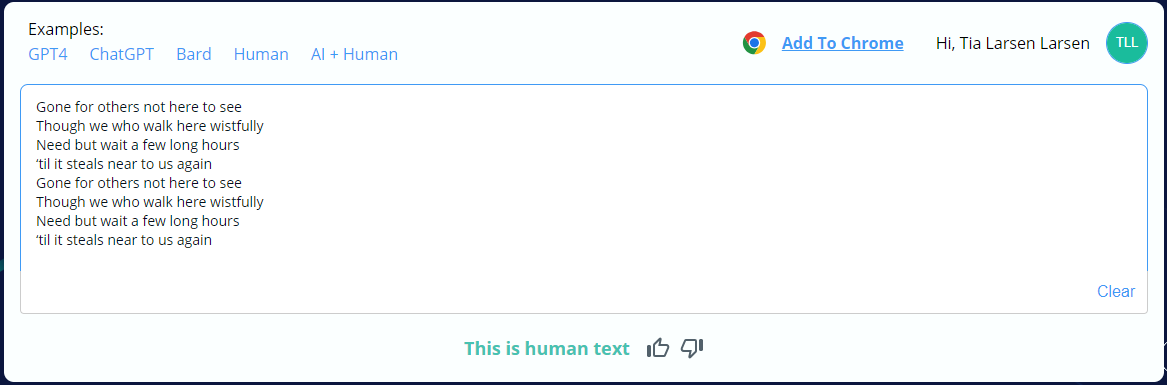 Examples:
GPT4 ChatGPT Bard Human AI + Human
Add To Chrome
Hi, Tia Larsen Larsen
TLL
Gone for others not here to see
Though we who walk here wistfully
Need but wait a few long hours
‘til it steals near to us again
Gone for others not here to see
Though we who walk here wistfully
Need but wait a few long hours
‘til it steals near to us again
Clear
This is human text